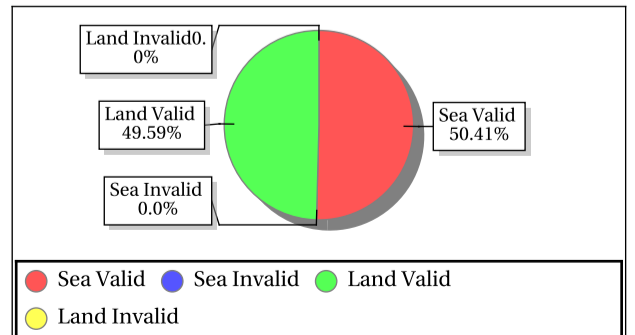 Land Invalid0.
0%
Land Valid
49.59%
Sea Valid
50.41%
Sea Invalid
0.0%
Sea Valid Sea Invalid Land Valid
Land Invalid